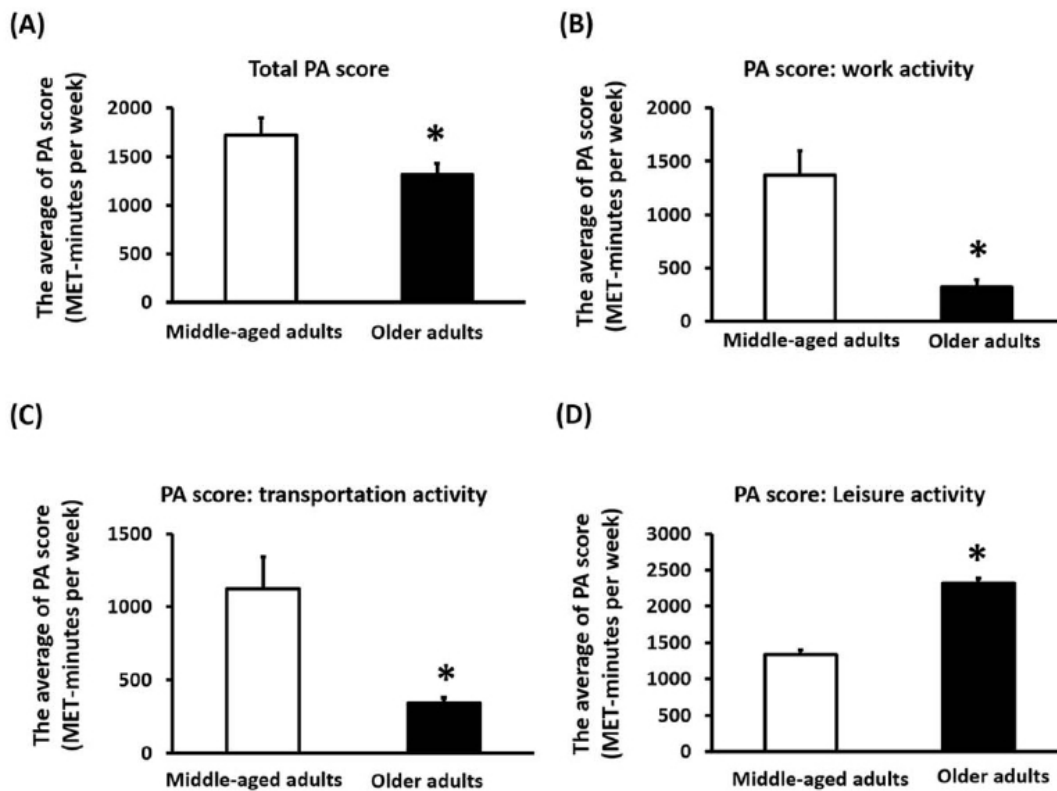 (A)
Total PA score
The average of PA score
(MET-minutes per week)
2000
1500
1000
500
0
*
Middle-aged adults
Older adults
(B)
PA score: work activity
The average of PA score
(MET-minutes per week)
2000
1500
1000
500
0
*
Middle-aged adults
Older adults
(C)
PA score: transportation activity
The average of PA score
(MET-minutes per week)
1500
1000
500
0
*
Middle-aged adults
Older adults
(D)
PA score: Leisure activity
The average of PA score
(MET-minutes per week)
3000
2500
2000
1500
1000
500
0
*
Middle-aged adults
Older adults